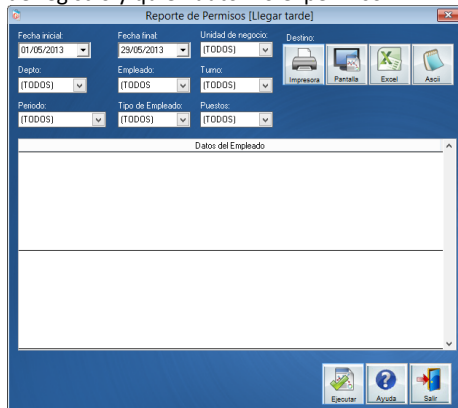 Reporte de Permisos [Llegar tarde]
Fecha inicial: Fecha final: Unidad de negocio: Destino:
01/05/2013 29/05/2013 (TODOS)
Depto: Empleado: Turno:
(TODOS) (TODOS (TODOS)
Impresora Pantalla Excel Ascii
Periodo: Tipo de Empleado: Puestos:
(TODOS) (TODOS) (TODOS)
Datos del Empleado
Ejecutar Ayuda Salir